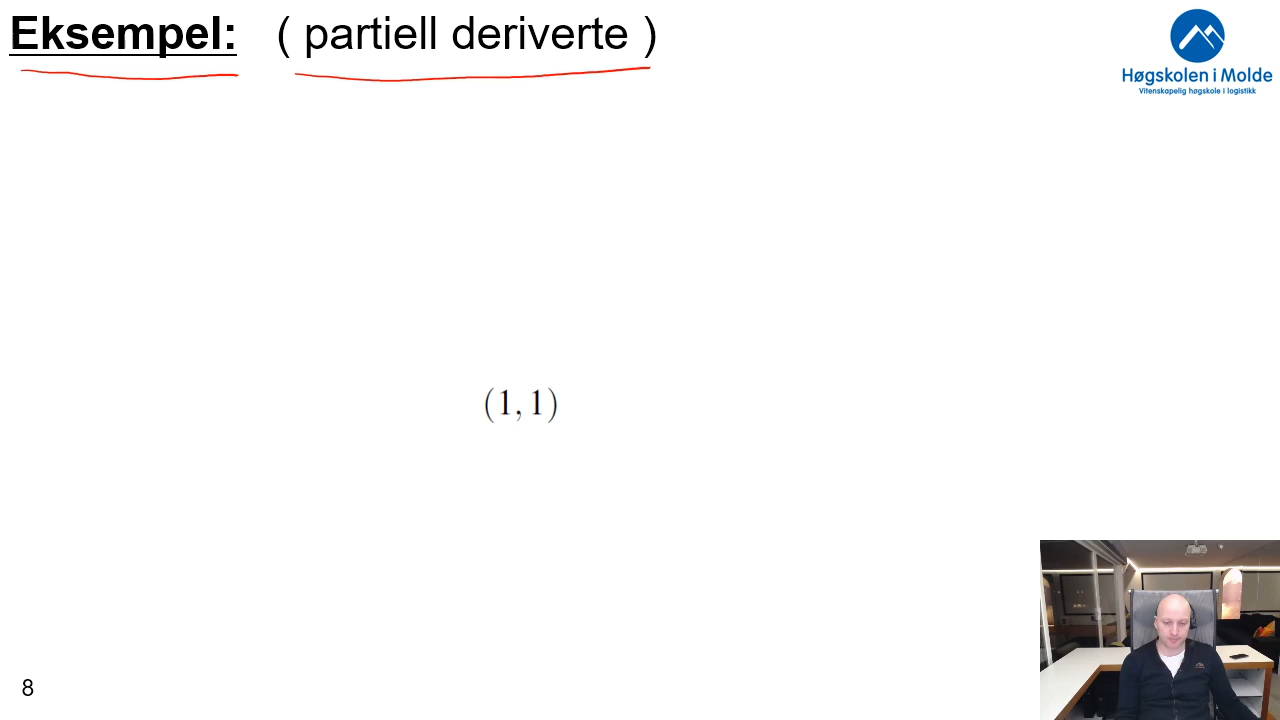 Eksempel: ( partiell deriverte )
Høgskolen i Molde
Vitenskapelig høgskole i logistikk
(1, 1)
8